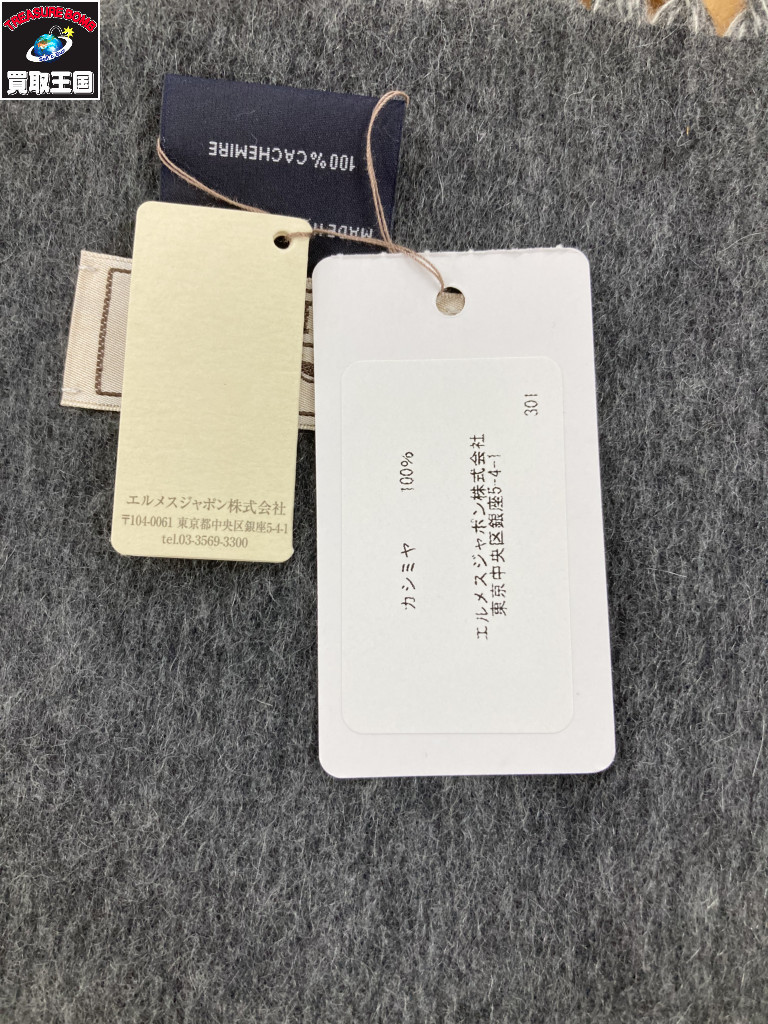 TREASURE BOMB
買取王国
100% CACHEMIRE
MADE IN
エルメスジャポン株式会社
〒104-0061 東京都中央区銀座5-4-1
tel.03-3569-3300
カシミヤ 100%
エルメスジャポン株式会社
東京中央区銀座5-4-1
301